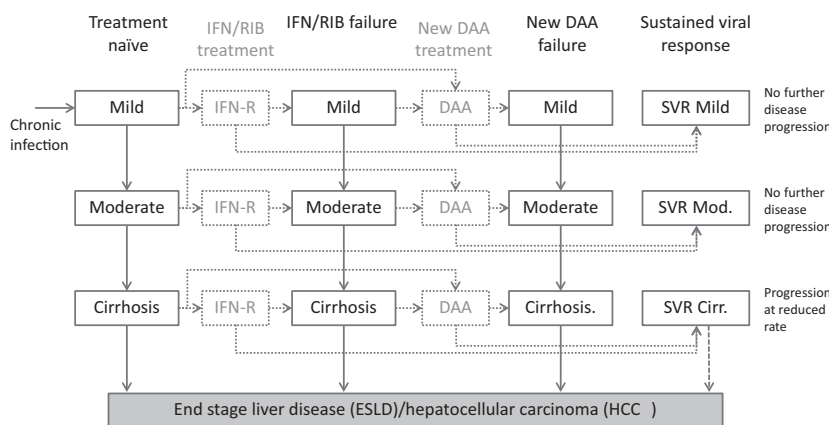 Treatment
naïve
IFN/RIB
treatment
IFN/RIB failure
New DAA
treatment
New DAA
failure
Sustained viral
response
Chronic
infection
Mild
IFN-R
Mild
DAA
Mild
SVR Mild
No further
disease
progression
Moderate
IFN-R
Moderate
DAA
Moderate
SVR Mod.
No further
disease
progression
Cirrhosis
IFN-R
Cirrhosis
DAA
Cirrhosis.
SVR Cirr.
Progression
at reduced
rate
End stage liver disease (ESLD)/hepatocellular carcinoma (HCC )